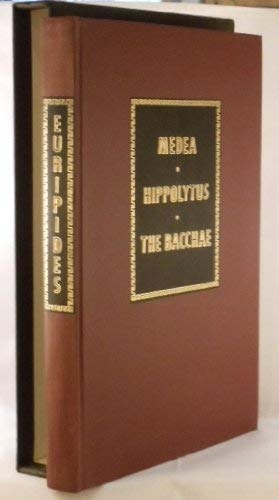 EURIPIDES
MEDEA
•
HIPPOLYTUS
•
THE BACCHAE